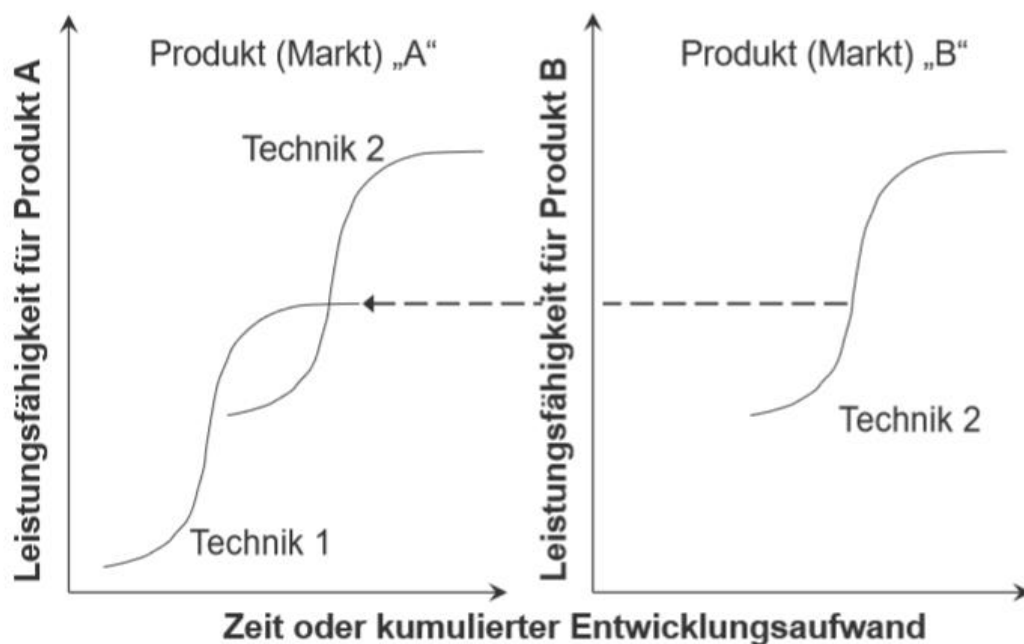 Produkt (Markt) „A“
Leistungsfähigkeit für Produkt A
Technik 2
Technik 1
Produkt (Markt) „B“
Leistungsfähigkeit für Produkt B
Technik 2
Zeit oder kumulierter Entwicklungsaufwand